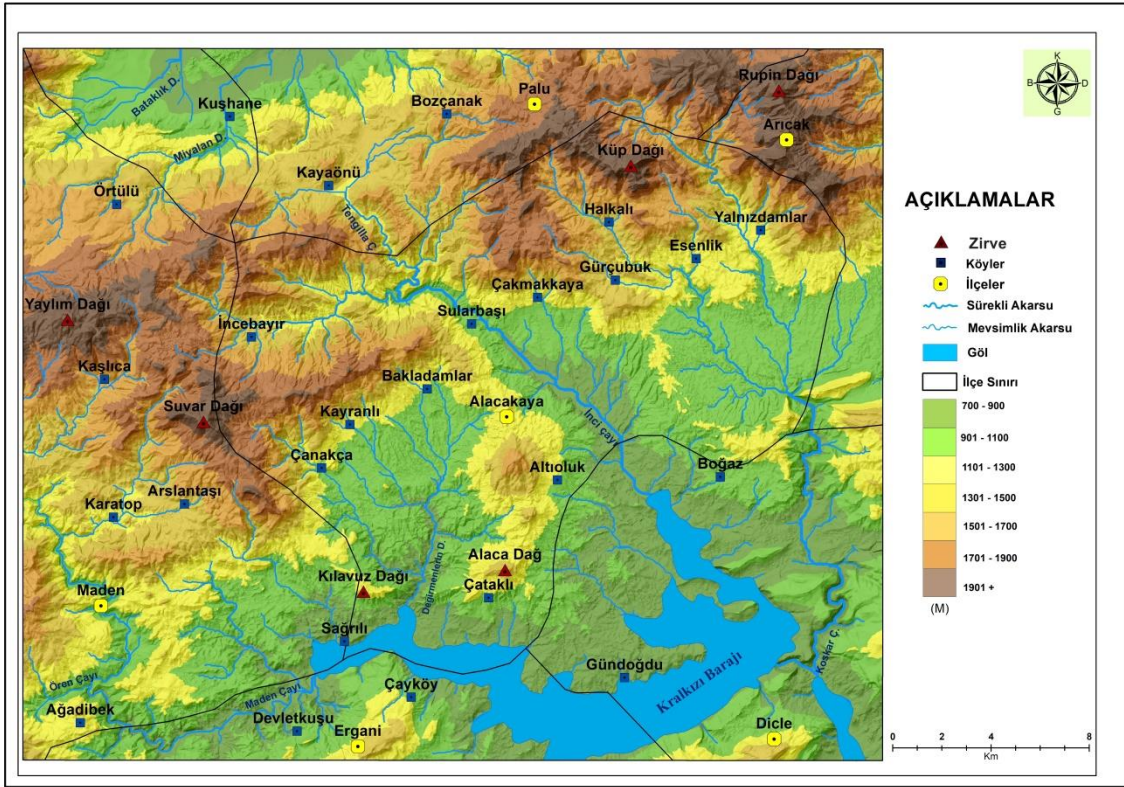 Rupin Dağı
Palu
Bataklık D.
Kuşhane
Bozçanak
Arıcak
Miyalan D.
Küp Dağı
Kayaönü
Örtülü
Tengilla Ç.
Halkalı
Yalnızdamlar
Esenlik
Gürçubuk
Çakmakkaya
Yaylım Dağı
Sularbaşı
İncebayır
Kaşlıca
Bakladamlar
Suvar Dağı
Kayranlı
Alacakaya
İnci çayı
Çanakça
Altıoluk
Boğaz
Arslantaşı
Karatop
Alaca Dağ
Kılavuz Dağı
Çataklı
Maden
Sağrılı
Gündoğdu
Koskar Ç.
Kralkızı Barajı
Ören Çayı
Maden Çayı
Çayköy
Ağadibek
Devletkuşu
Ergani
Dicle
K
B D
G
AÇIKLAMALAR
Zirve
Köyler
İlçeler
Sürekli Akarsu
Mevsimlik Akarsu
Göl
İlçe Sınırı
700 - 900
901 - 1100
1101 - 1300
1301 - 1500
1501 - 1700
1701 - 1900
1901 +
(M)
0 2 4 8
Km